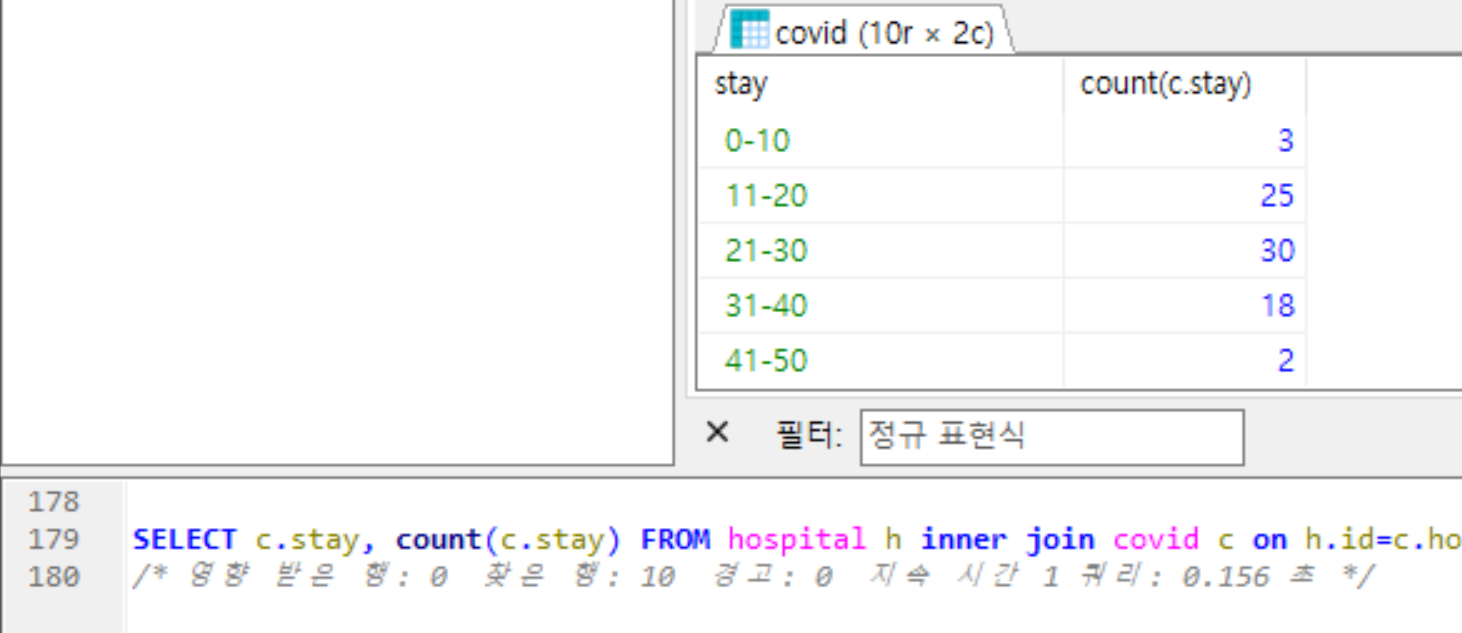 covid (10r × 2c)
stay count(c.stay)
0-10 3
11-20 25
21-30 30
31-40 18
41-50 2
× 필터: 정규 표현식
178
179 SELECT c.stay, count(c.stay) FROM hospital h inner join covid c on h.id=c.ho
180 /* 영향 받은 행: 0 찾은 행: 10 경고: 0 지속 시간 1 쿼리: 0.156 초 */